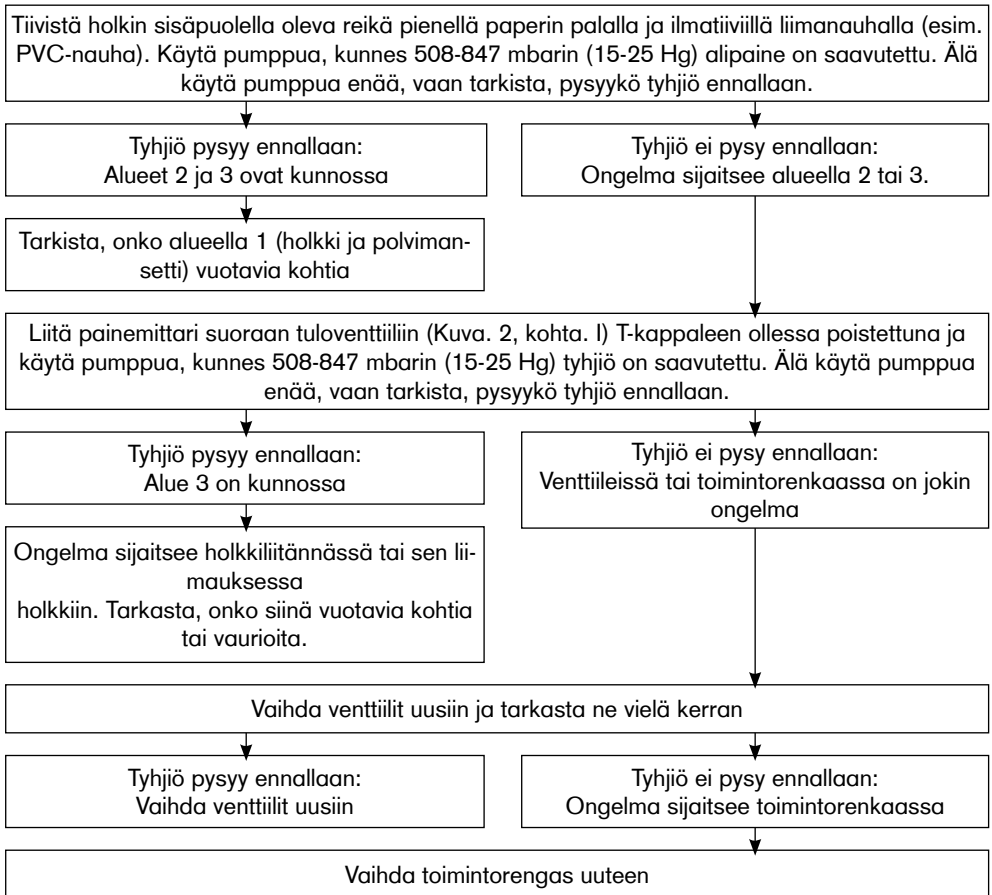 Tiivistä holkin sisäpuolella oleva reikä pienellä paperin palalla ja ilmatiiviillä liimanauhalla (esim.
PVC-nauha). Käytä pumppua, kunnes 508-847 mbarin (15-25 Hg) alipaine on saavutettu. Älä
käytä pumppua enää, vaan tarkista, pysyykö tyhjiö ennallaan.
Tyhjiö pysyy ennallaan:
Alueet 2 ja 3 ovat kunnossa
Tyhjiö ei pysy ennallaan:
Ongelma sijaitsee alueella 2 tai 3.
Tarkista, onko alueella 1 (holkki ja polviman-
setti) vuotavia kohtia
Liitä painemittari suoraan tuloventtiiliin (Kuva. 2, kohta. I) T-kappaleen ollessa poistettuna ja
käytä pumppua, kunnes 508-847 mbarin (15-25 Hg) tyhjiö on saavutettu. Älä käytä pumppua
enää, vaan tarkista, pysyykö tyhjiö ennallaan.
Tyhjiö pysyy ennallaan:
Alue 3 on kunnossa
Tyhjiö ei pysy ennallaan:
Venttiileissä tai toimintorenkaassa on jokin
ongelma
Ongelma sijaitsee holkkiliitännässä tai sen lii-
mauksessa
holkkiin. Tarkasta, onko siinä vuotavia kohtia
tai vaurioita.
Vaihda venttiilit uusiin ja tarkasta ne vielä kerran
Tyhjiö pysyy ennallaan:
Vaihda venttiilit uusiin
Tyhjiö ei pysy ennallaan:
Ongelma sijaitsee toimintorenkaassa
Vaihda toimintorengas uuteen